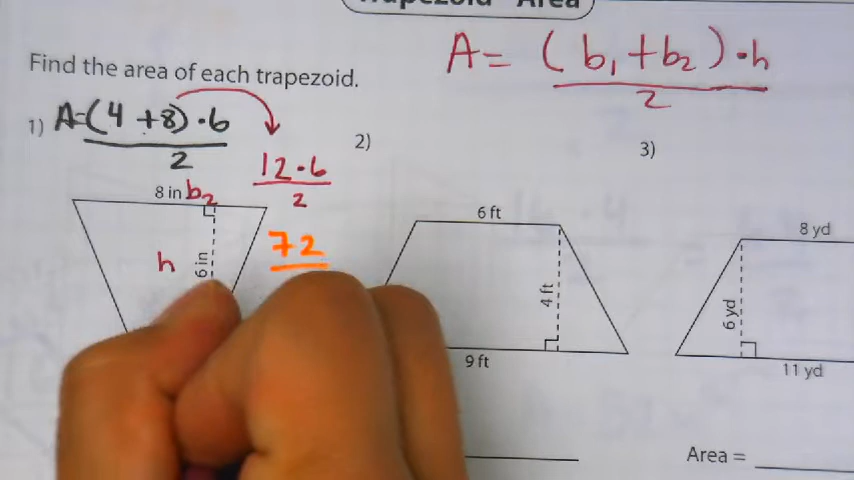 Trapezoid - Area
A= (b₁+b₂)·h
2
Find the area of each trapezoid.
1) A=(4+8)·6
2
12·6
2
72
8 in b₂
h
6 in
2)
6 ft
4 ft
9 ft
3)
8 yd
6 yd
11 yd
Area =